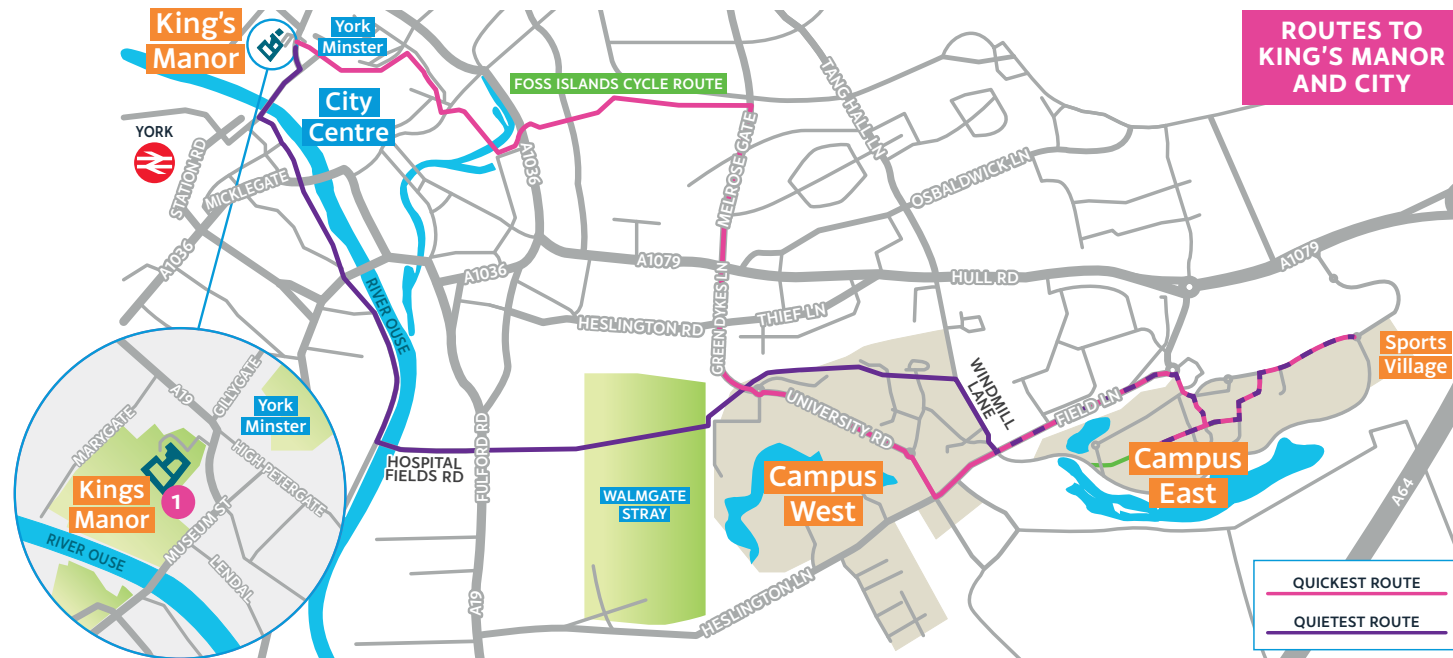 King's
Manor
York
Minster
City
Centre
FOSS ISLANDS CYCLE ROUTE
ROUTES TO
KING'S MANOR
AND CITY
YORK
STATION RD
MICKLEGATE
A1036
A1036
A1036
MELROSE GATE
TANG HALL LN
OSBALDWICK LN
A1079
HULL RD
A1079
RIVER OUSE
HESLINGTON RD
THIEF LN
GREEN DYKES LN
WINDMILL
LANE
FIELD LN
UNIVERSITY RD
Sports
Village
HOSPITAL
FIELDS RD
FULFORD RD
A19
WALMGATE
STRAY
Campus
West
Campus
East
HESLINGTON LN
A64
A19
GILLYGATE
York
Minster
MARYGATE
HIGH PETERGATE
Kings
Manor
1
MUSEUM ST
RIVER OUSE
LENDAL
QUICKEST ROUTE
QUIETEST ROUTE